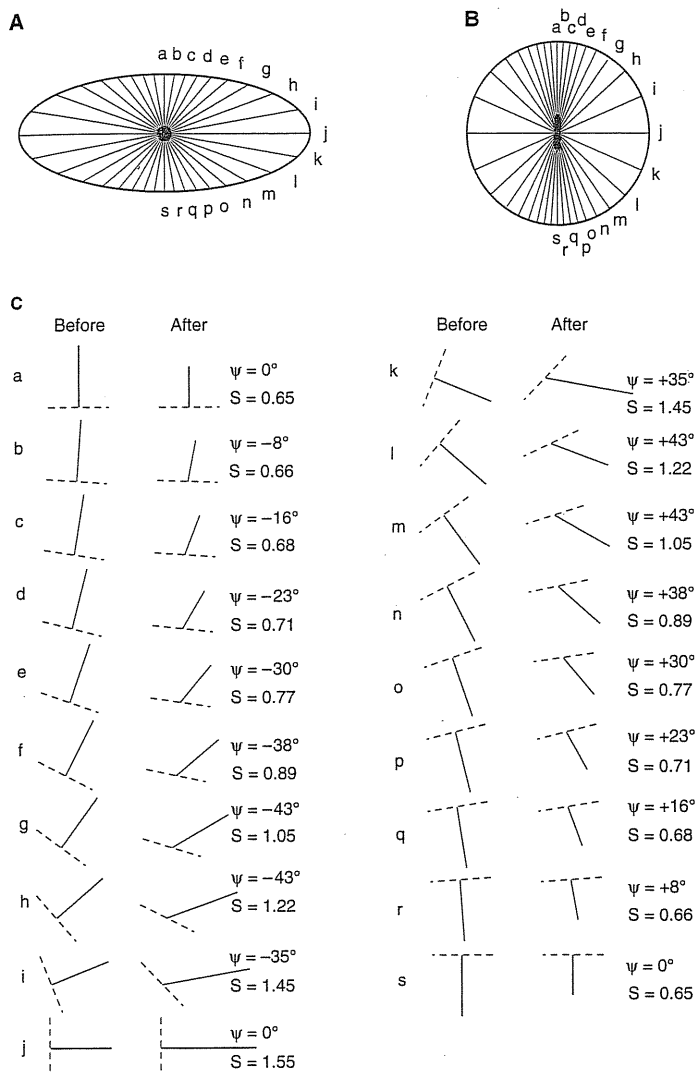 A
a b c d e f g h i j k l m n o p q r s
B
a b c d e f g h i j k l m n o p q r s
C
Before After
a ψ = 0°
S = 0.65
b ψ = –8°
S = 0.66
c ψ = –16°
S = 0.68
d ψ = –23°
S = 0.71
e ψ = –30°
S = 0.77
f ψ = –38°
S = 0.89
g ψ = –43°
S = 1.05
h ψ = –43°
S = 1.22
i ψ = –35°
S = 1.45
j ψ = 0°
S = 1.55
Before After
k ψ = +35°
S = 1.45
l ψ = +43°
S = 1.22
m ψ = +43°
S = 1.05
n ψ = +38°
S = 0.89
o ψ = +30°
S = 0.77
p ψ = +23°
S = 0.71
q ψ = +16°
S = 0.68
r ψ = +8°
S = 0.66
s ψ = 0°
S = 0.65